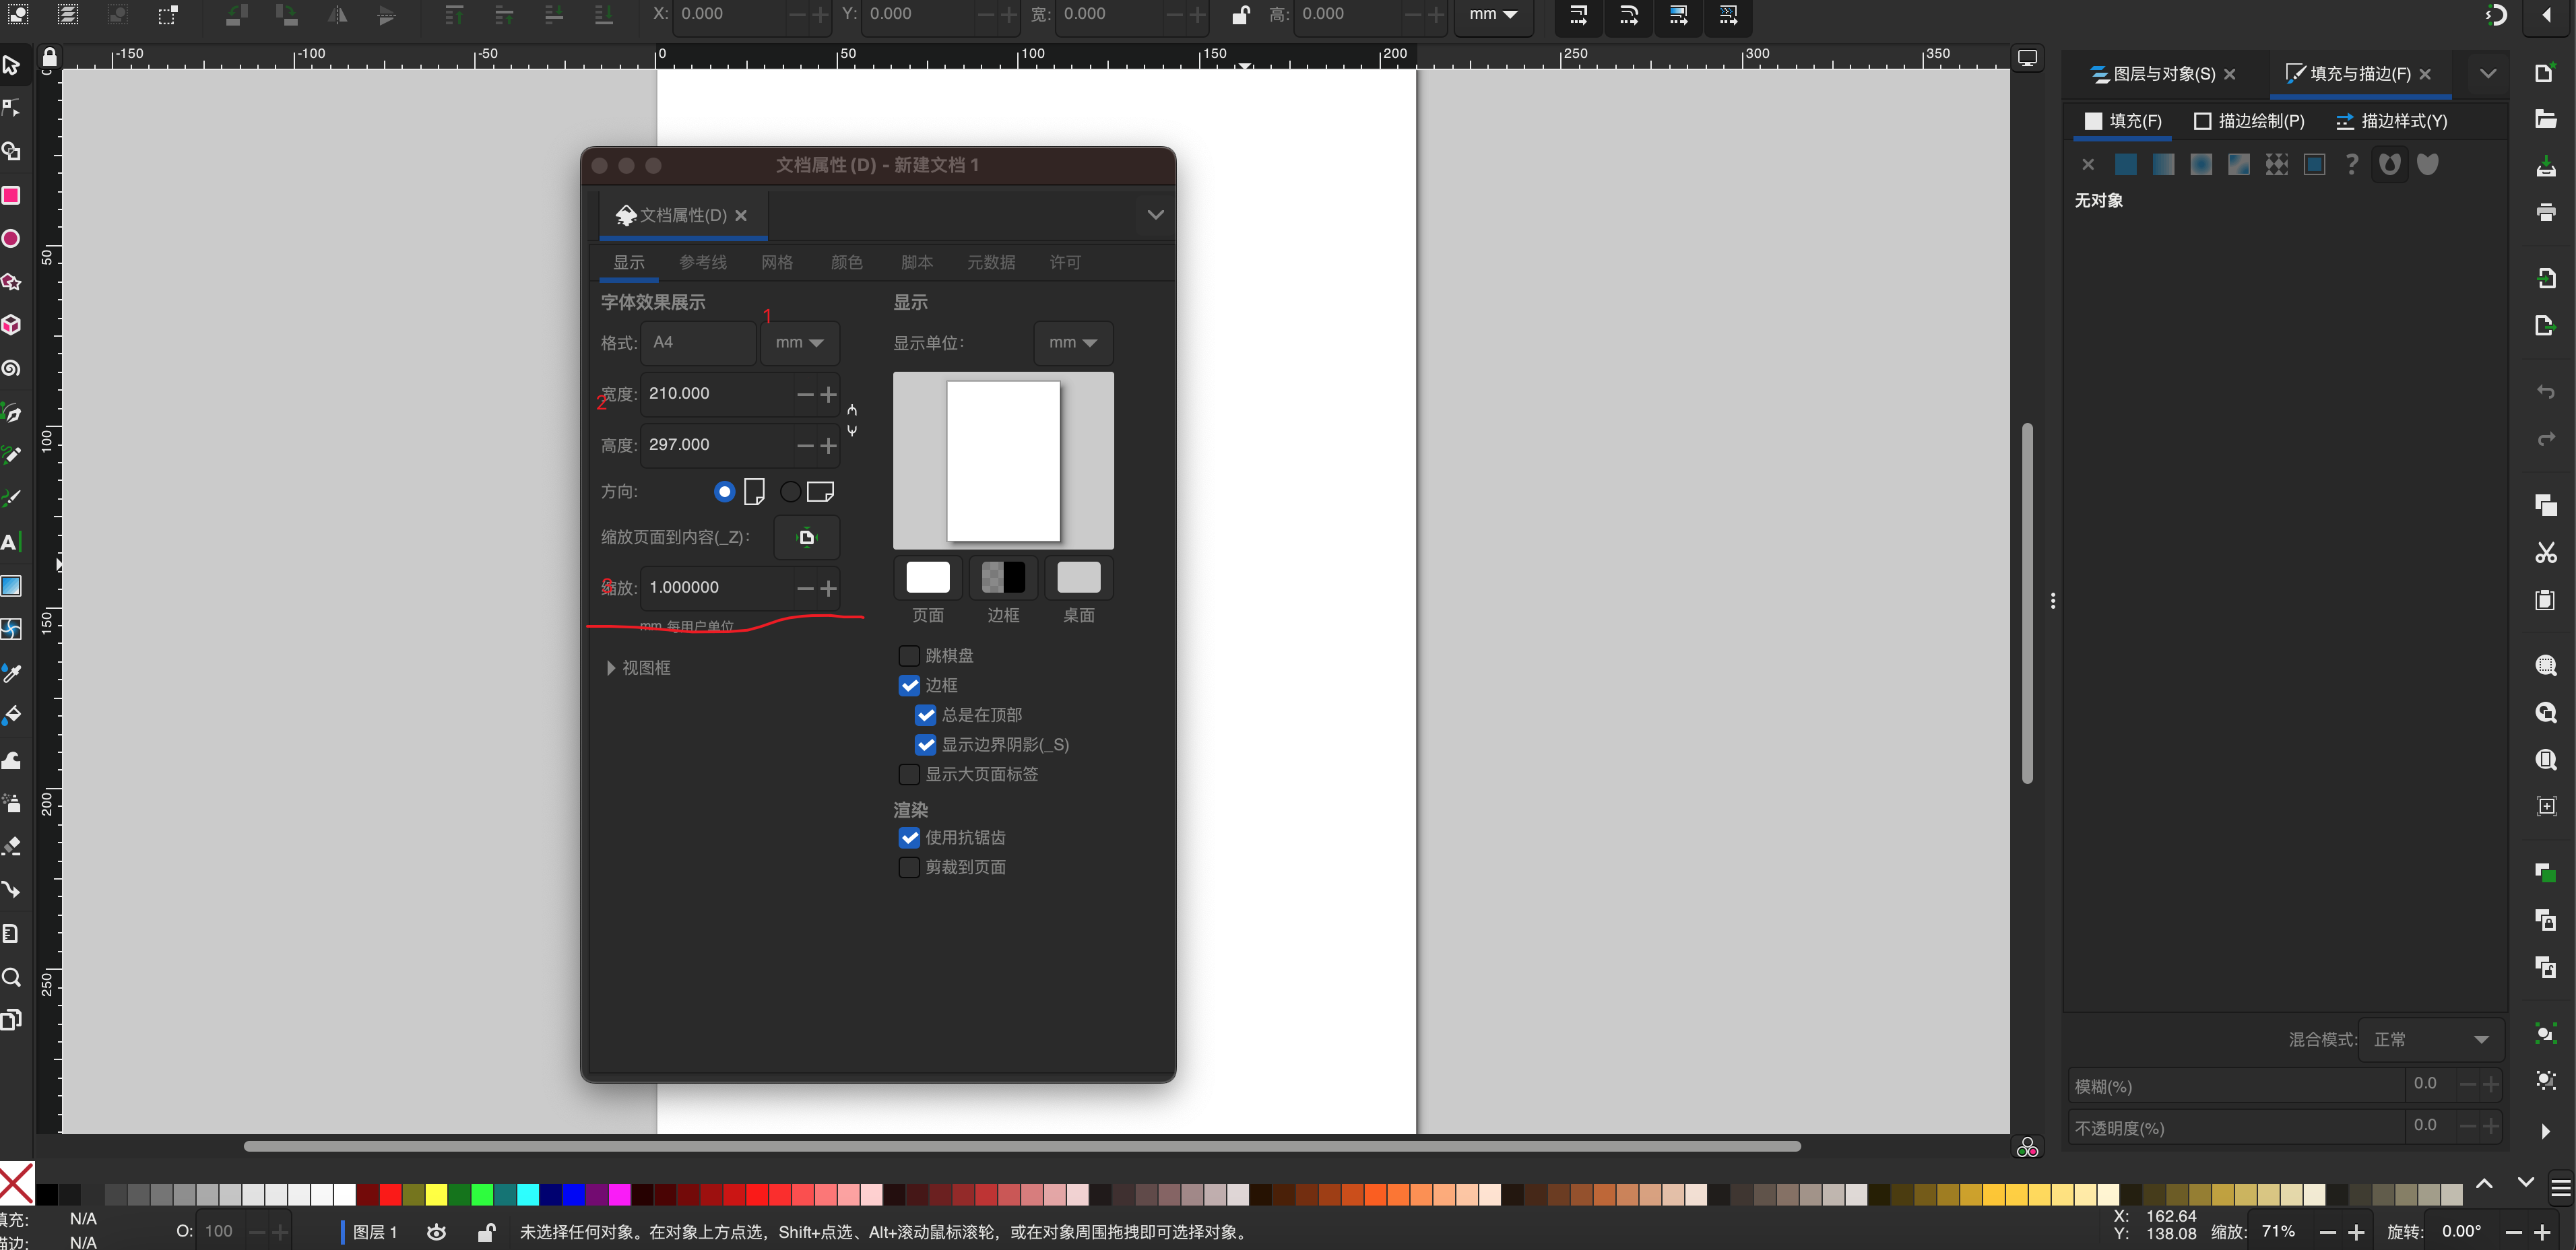 X: 0.000 Y: 0.000 宽: 0.000 高: 0.000 mm
-150 -100 -50 0 50 100 150 200 250 300 350
图层与对象(S) 填充与描边(F)
填充(F) 描边绘制(P) 描边样式(Y)
无对象
文档属性(D) - 新建文档 1
文档属性(D)
显示 参考线 网格 颜色 脚本 元数据 许可
字体效果展示
1
格式: A4 mm
2
宽度: 210.000
高度: 297.000
方向:
缩放页面到内容(_Z):
3
缩放: 1.000000
mm 每用户单位
视图框
显示
显示单位: mm
页面 边框 桌面
跳棋盘
边框
总是在顶部
显示边界阴影(_S)
显示大页面标签
渲染
使用抗锯齿
剪裁到页面
0
50
100
150
200
250
混合模式: 正常
模糊(%) 0.0
不透明度(%) 0.0
填充: N/A
描边: N/A
O: 100
图层 1
未选择任何对象。在对象上方点选，Shift+点选、Alt+滚动鼠标滚轮，或在对象周围拖拽即可选择对象。
X: 162.64
Y: 138.08
缩放: 71%
旋转: 0.00°